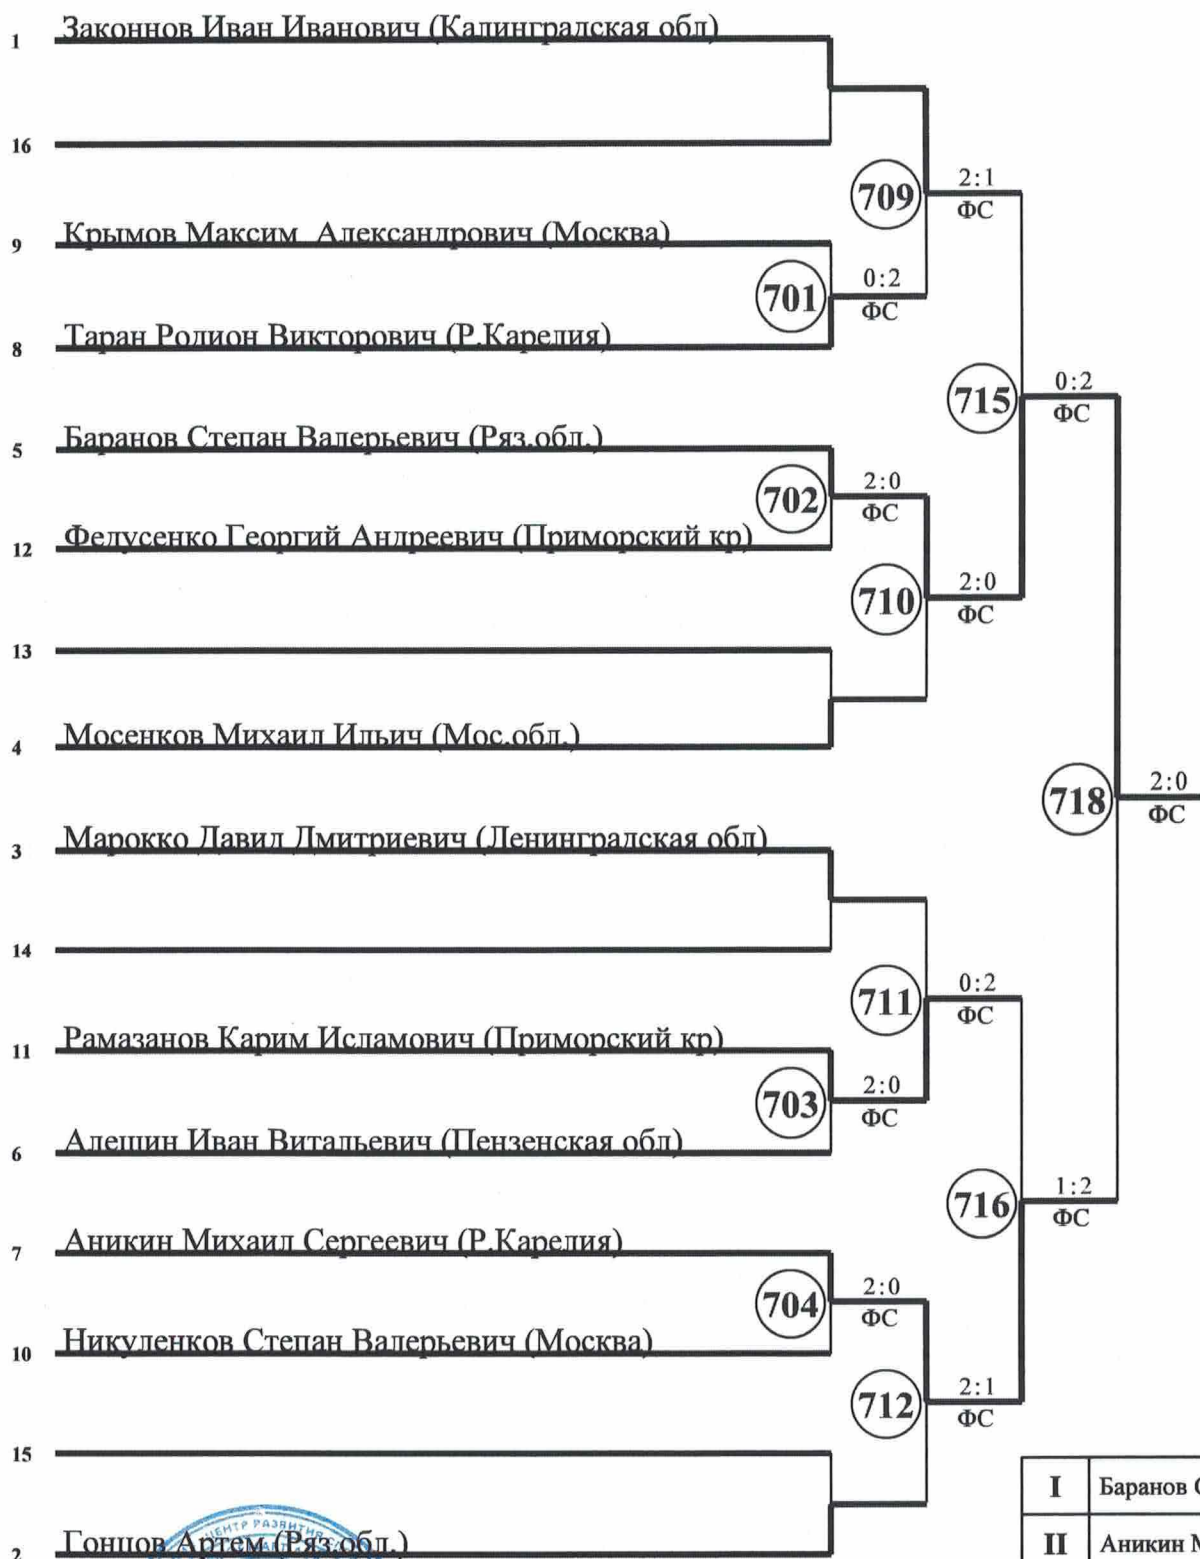 1 Законнов Иван Иванович (Калинградская обл)
16
709 2:1
ФС
9 Крымов Максим Александрович (Москва)
701 0:2
ФС
8 Таран Родион Викторович (Р.Карелия)
715 0:2
ФС
5 Баранов Степан Валерьевич (Ряз.обл.)
702 2:0
ФС
12 Федусенко Георгий Андреевич (Приморский кр)
710 2:0
ФС
13
4 Мосенков Михаил Ильич (Мос.обл.)
718 2:0
ФС
3 Марокко Давид Дмитриевич (Ленинградская обл)
14
711 0:2
ФС
11 Рамазанов Карим Исламович (Приморский кр)
703 2:0
ФС
6 Алешин Иван Витальевич (Пензенская обл)
716 1:2
ФС
7 Аникин Михаил Сергеевич (Р.Карелия)
704 2:0
ФС
10 Никуленков Степан Валерьевич (Москва)
712 2:1
ФС
15
I Баранов С
ЦЕНТР РАЗВИТИЯ
2 Гонцов Артем (Ряз.обл.)
II Аникин М